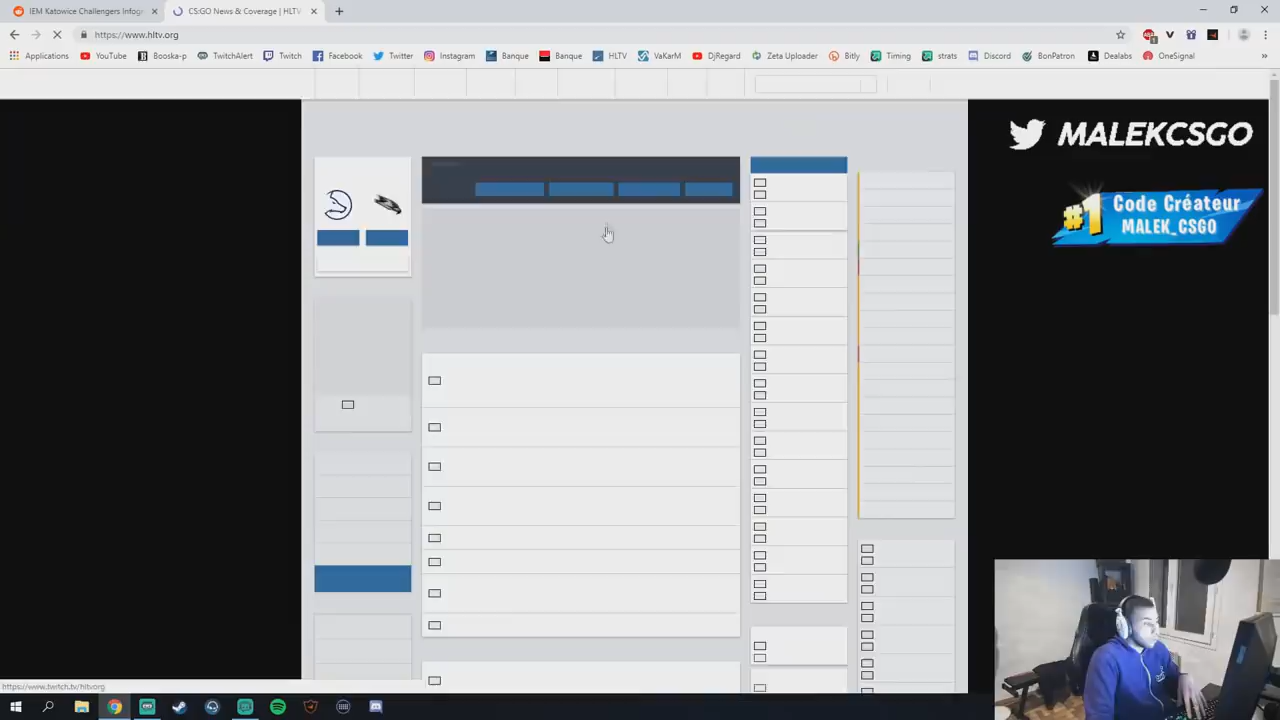 IEM Katowice Challengers Infog
CS:GO News & Coverage | HLTV
https://www.hltv.org
Applications YouTube Booska-p TwitchAlert Twitch Facebook Twitter Instagram Banque Banque HLTV VaKarM DjRegard Zeta Uploader Bitly Timing strats Discord BonPatron Dealabs OneSignal »
MALEKCSGO
#1 Code Créateur
MALEK_CSGO
https://www.twitch.tv/hltvorg